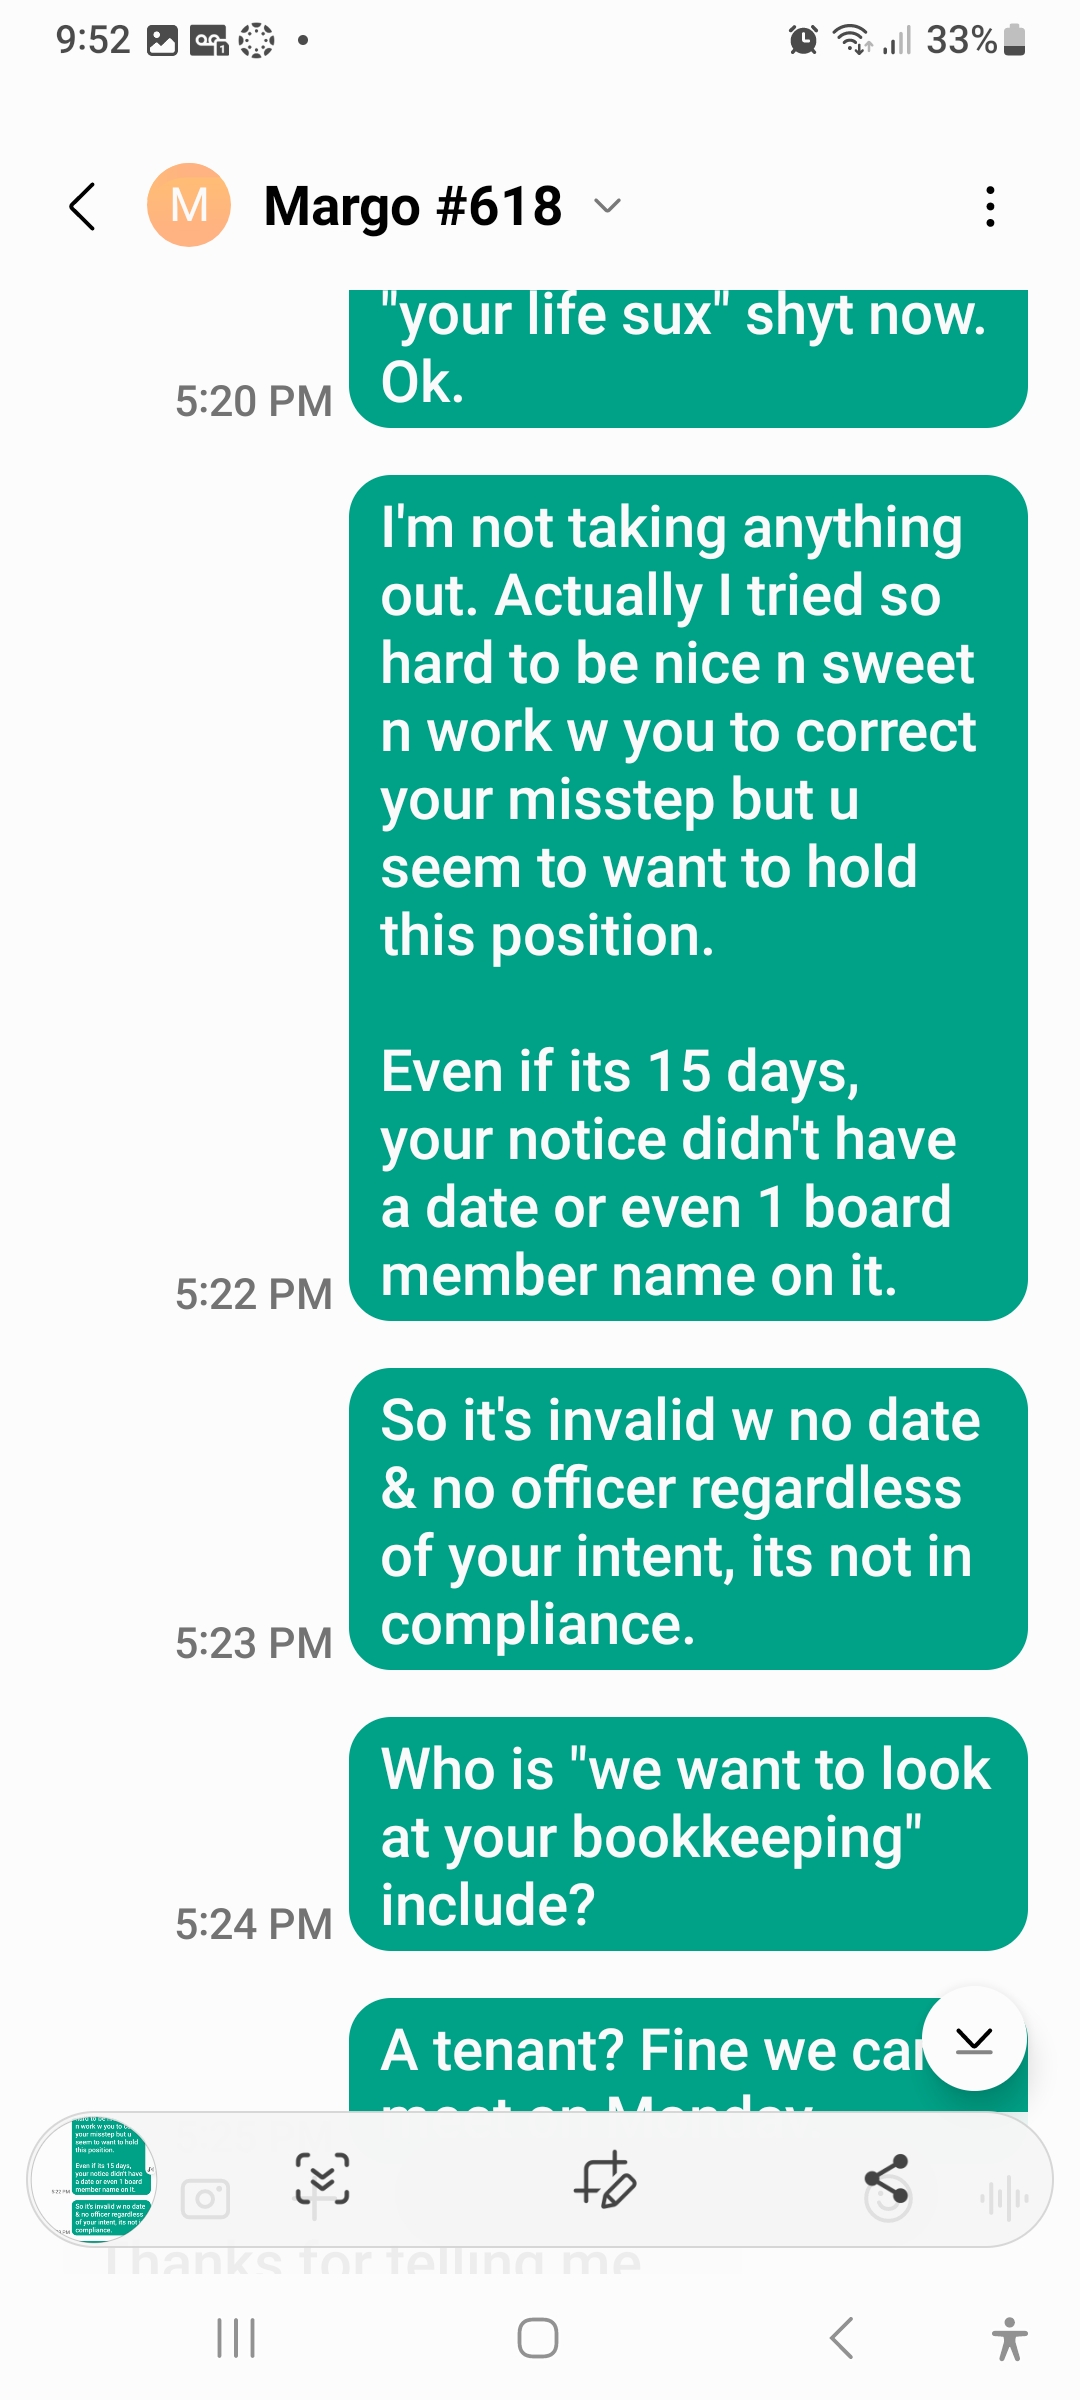 9:52
33%
M
Margo #618
"your life sux" shyt now.
Ok.
5:20 PM
I'm not taking anything
out. Actually I tried so
hard to be nice n sweet
n work w you to correct
your misstep but u
seem to want to hold
this position.
Even if its 15 days,
your notice didn't have
a date or even 1 board
member name on it.
5:22 PM
So it's invalid w no date
& no officer regardless
of your intent, its not in
compliance.
5:23 PM
Who is "we want to look
at your bookkeeping"
include?
5:24 PM
A tenant? Fine we can
meet on Monday
Thanks for telling me